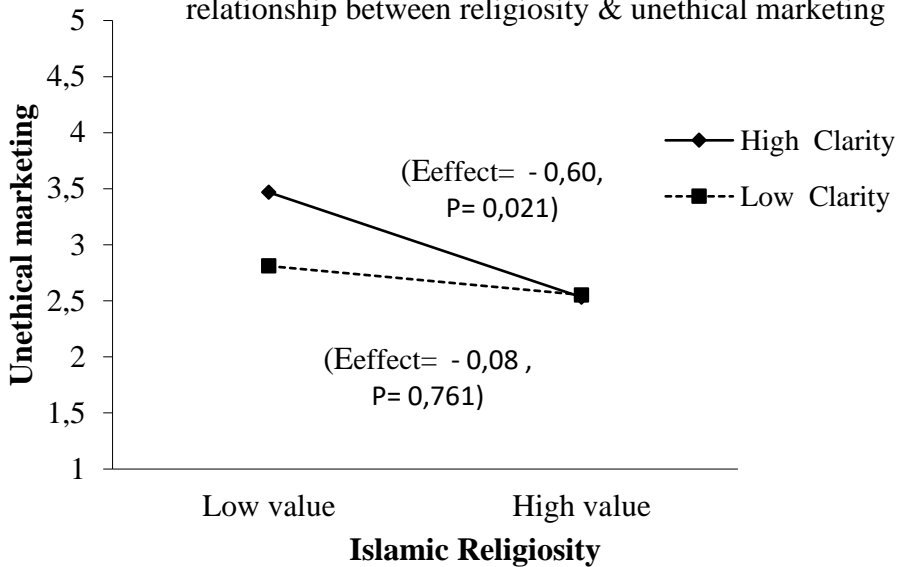 relationship between religiosity & unethical marketing
5
4,5
4
3,5
3
2,5
2
1,5
1
Unethical marketing
(Eeffect= - 0,60,
P= 0,021)
(Eeffect= - 0,08 ,
P= 0,761)
High Clarity
Low Clarity
Low value
High value
Islamic Religiosity